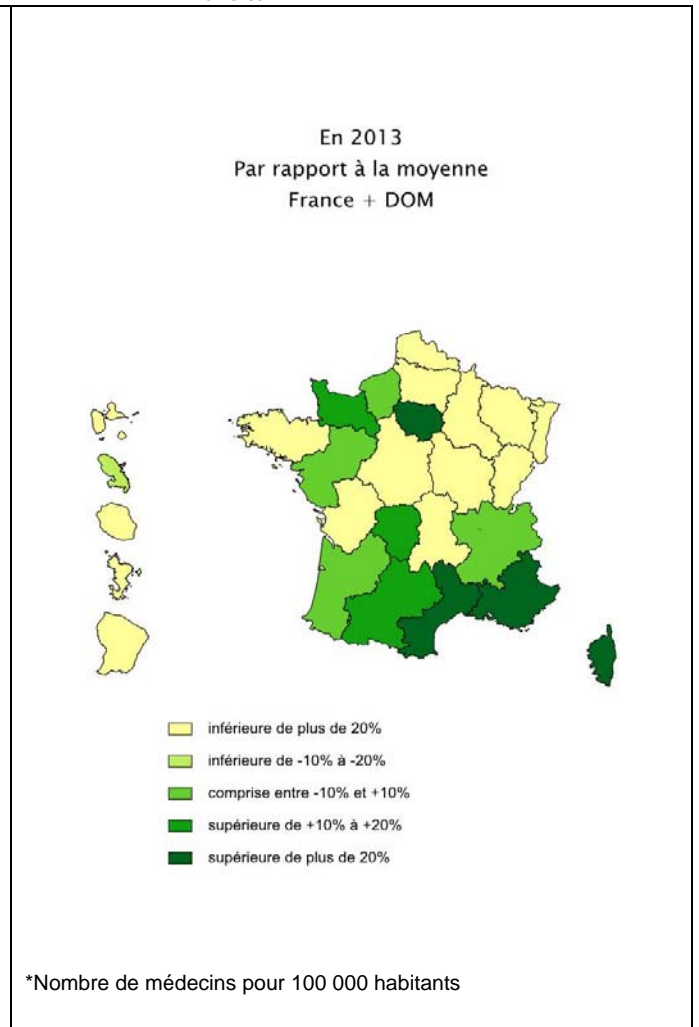 En 2013
Par rapport à la moyenne
France + DOM
inférieure de plus de 20%
inférieure de -10% à -20%
comprise entre -10% et +10%
supérieure de +10% à +20%
supérieure de plus de 20%
*Nombre de médecins pour 100 000 habitants